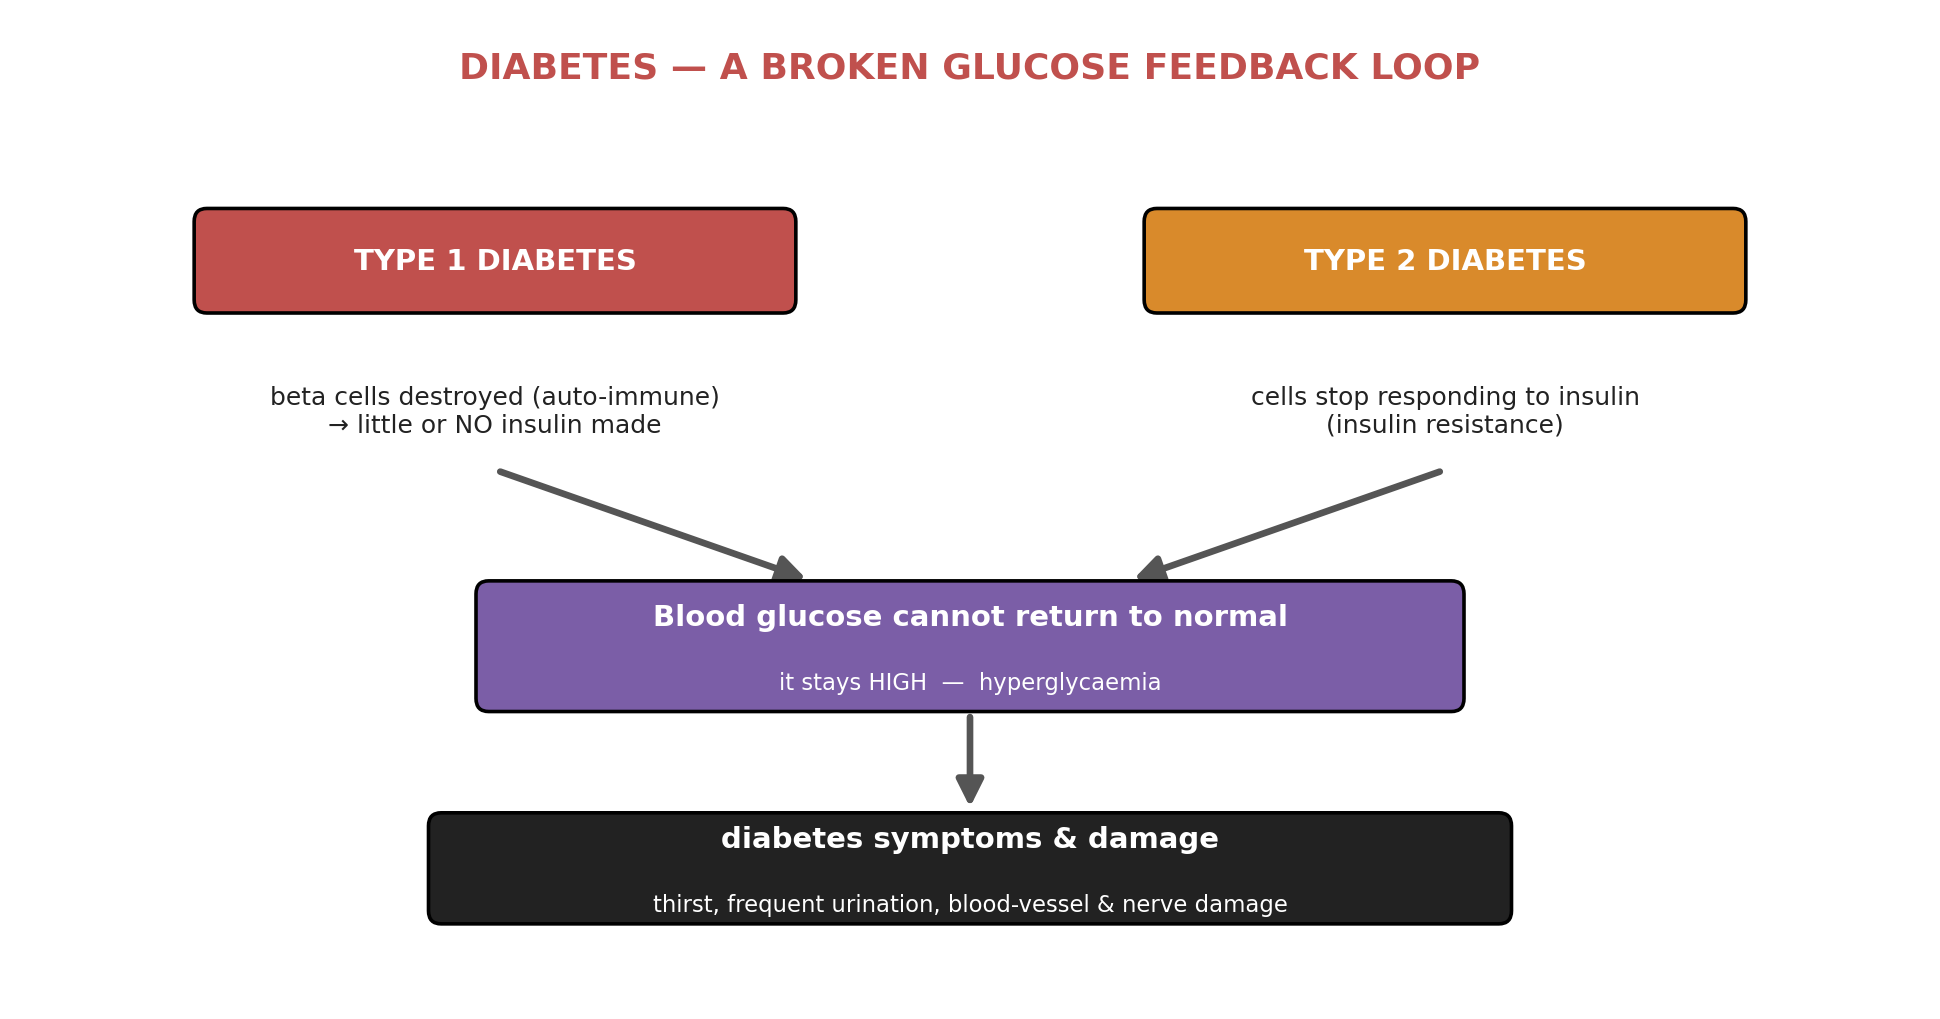 DIABETES — A BROKEN GLUCOSE FEEDBACK LOOP
TYPE 1 DIABETES
TYPE 2 DIABETES
beta cells destroyed (auto-immune)
→ little or NO insulin made
cells stop responding to insulin
(insulin resistance)
Blood glucose cannot return to normal
it stays HIGH — hyperglycaemia
diabetes symptoms & damage
thirst, frequent urination, blood-vessel & nerve damage